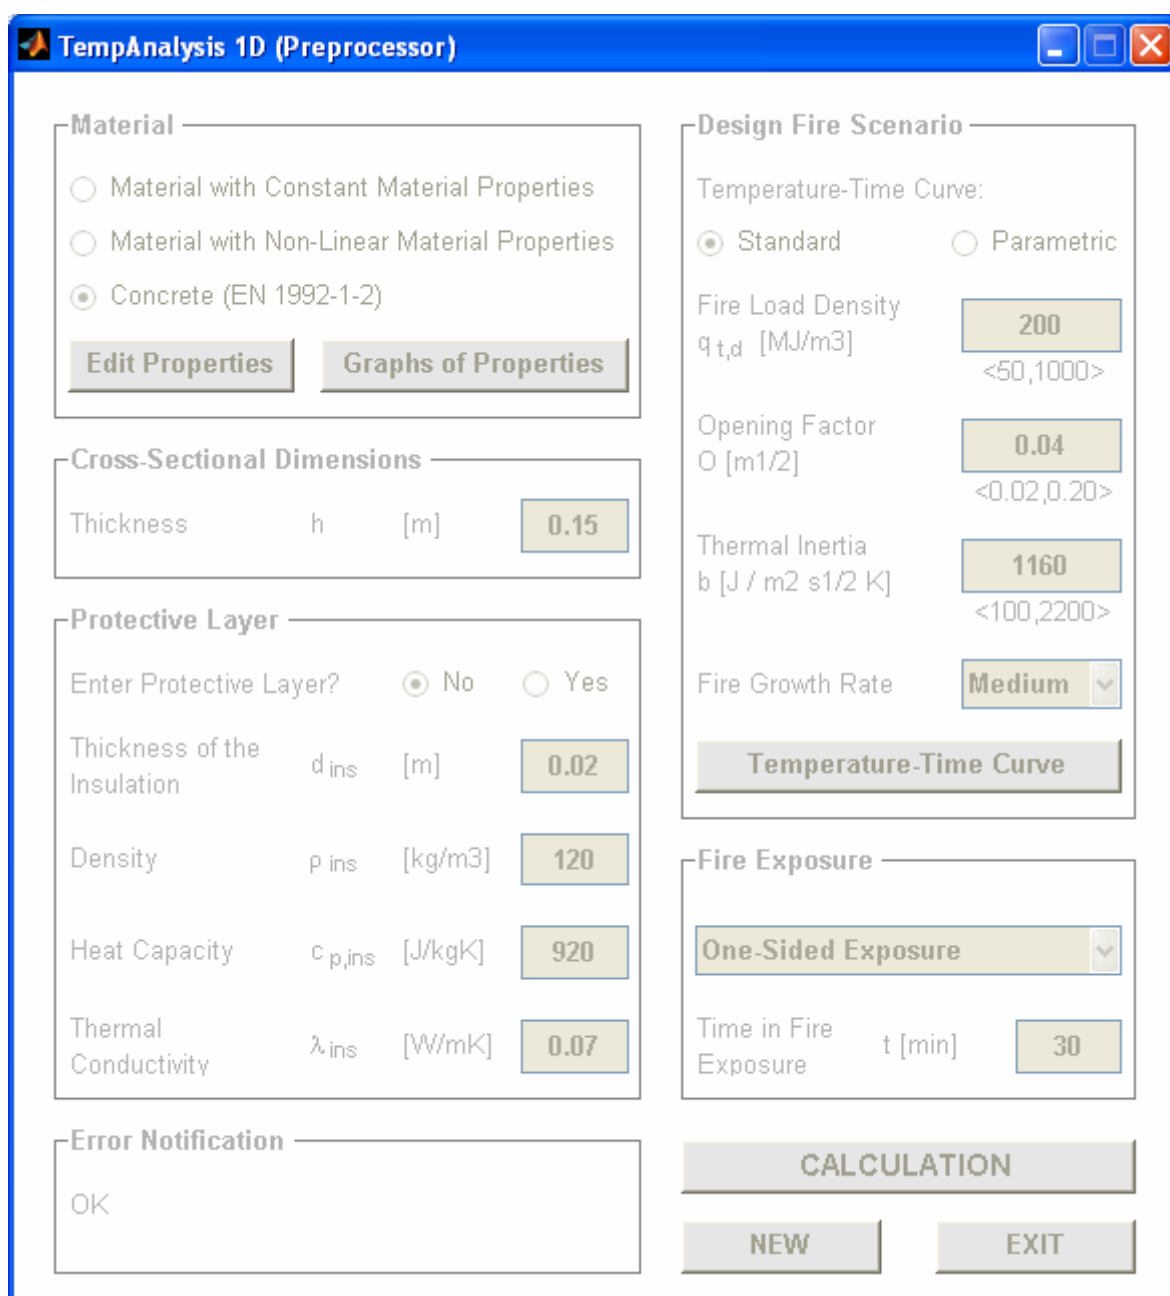 TempAnalysis 1D (Preprocessor)
Material
Material with Constant Material Properties
Material with Non-Linear Material Properties
Concrete (EN 1992-1-2)
Edit Properties Graphs of Properties
Cross-Sectional Dimensions
Thickness h [m] 0.15
Protective Layer
Enter Protective Layer? No Yes
Thickness of the
Insulation d ins [m] 0.02
Density ρ ins [kg/m3] 120
Heat Capacity c p,ins [J/kgK] 920
Thermal
Conductivity λ ins [W/mK] 0.07
Error Notification
OK
Design Fire Scenario
Temperature-Time Curve:
Standard Parametric
Fire Load Density
q t,d [MJ/m3] 200
<50,1000>
Opening Factor
O [m1/2] 0.04
<0.02,0.20>
Thermal Inertia
b [J / m2 s1/2 K] 1160
<100,2200>
Fire Growth Rate Medium
Temperature-Time Curve
Fire Exposure
One-Sided Exposure
Time in Fire
Exposure t [min] 30
CALCULATION
NEW EXIT